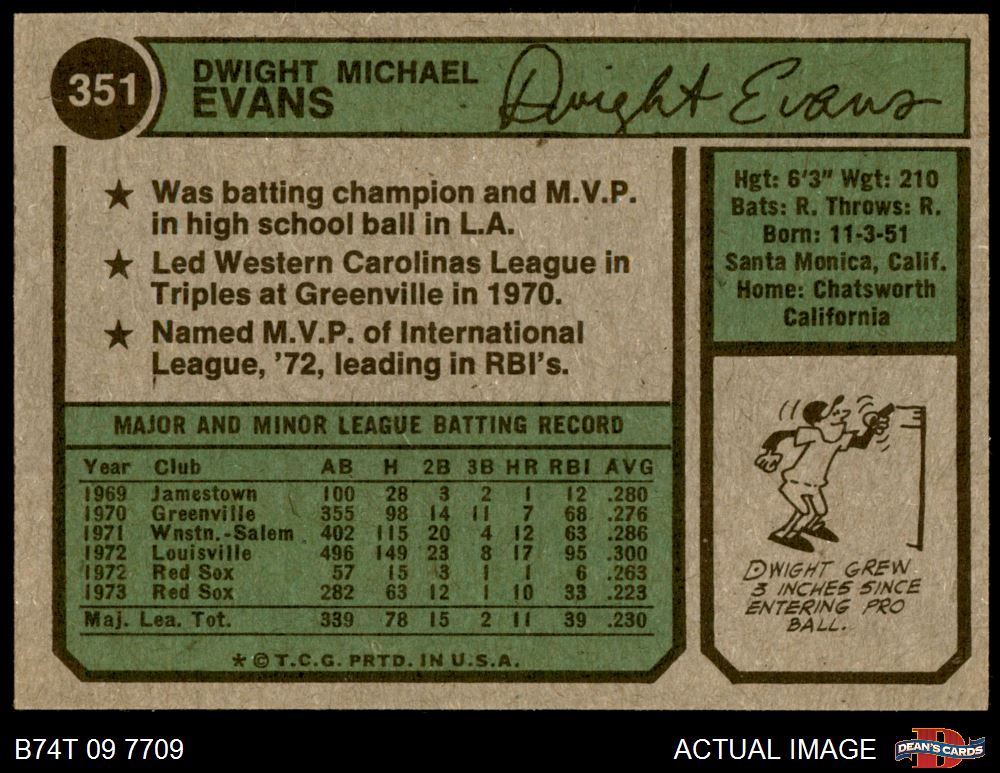 351
DWIGHT MICHAEL
EVANS
Dwight Evans
★ Was batting champion and M.V.P.
in high school ball in L.A.
★ Led Western Carolinas League in
Triples at Greenville in 1970.
★ Named M.V.P. of International
League, '72, leading in RBI's.
Hgt: 6'3" Wgt: 210
Bats: R. Throws: R.
Born: 11-3-51
Santa Monica, Calif.
Home: Chatsworth
California
MAJOR AND MINOR LEAGUE BATTING RECORD
Year Club AB H 2B 3B HR RBI AVG
1969 Jamestown 100 28 3 2 1 12 .280
1970 Greenville 355 98 14 11 7 68 .276
1971 Wnstn.-Salem 402 115 20 4 12 63 .286
1972 Louisville 496 149 23 8 17 95 .300
1972 Red Sox 57 15 3 1 1 6 .263
1973 Red Sox 282 63 12 1 10 33 .223
Maj. Lea. Tot. 339 78 15 2 11 39 .230
* © T.C.G. PRTD. IN U.S.A.
DWIGHT GREW
3 INCHES SINCE
ENTERING PRO
BALL.
B74T 09 7709
ACTUAL IMAGE
D
DEAN'S CARDS